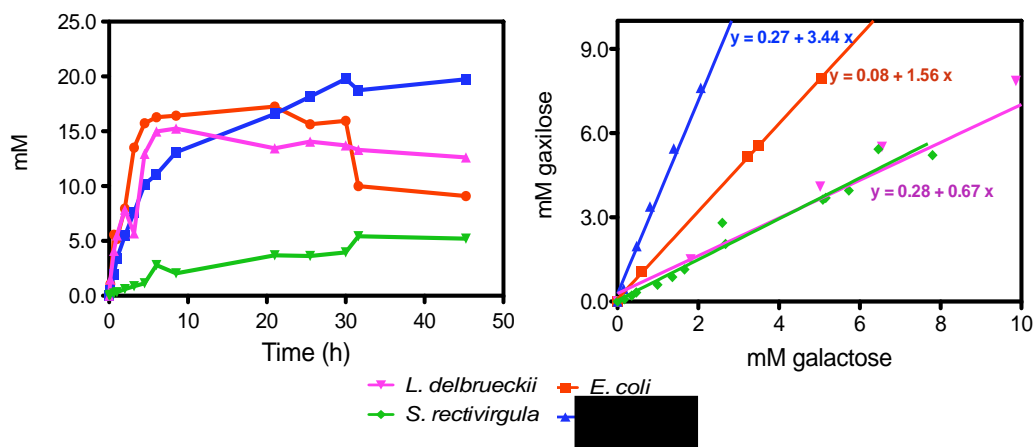 25.0
20.0
15.0
10.0
5.0
0.0
mM
0 10 20 30 40 50
Time (h)
9.0
6.0
3.0
0.0
mM gaxilose
y = 0.27 + 3.44 x
y = 0.08 + 1.56 x
y = 0.28 + 0.67 x
0 2 4 6 8 10
mM galactose
L. delbrueckii E. coli
S. rectivirgula